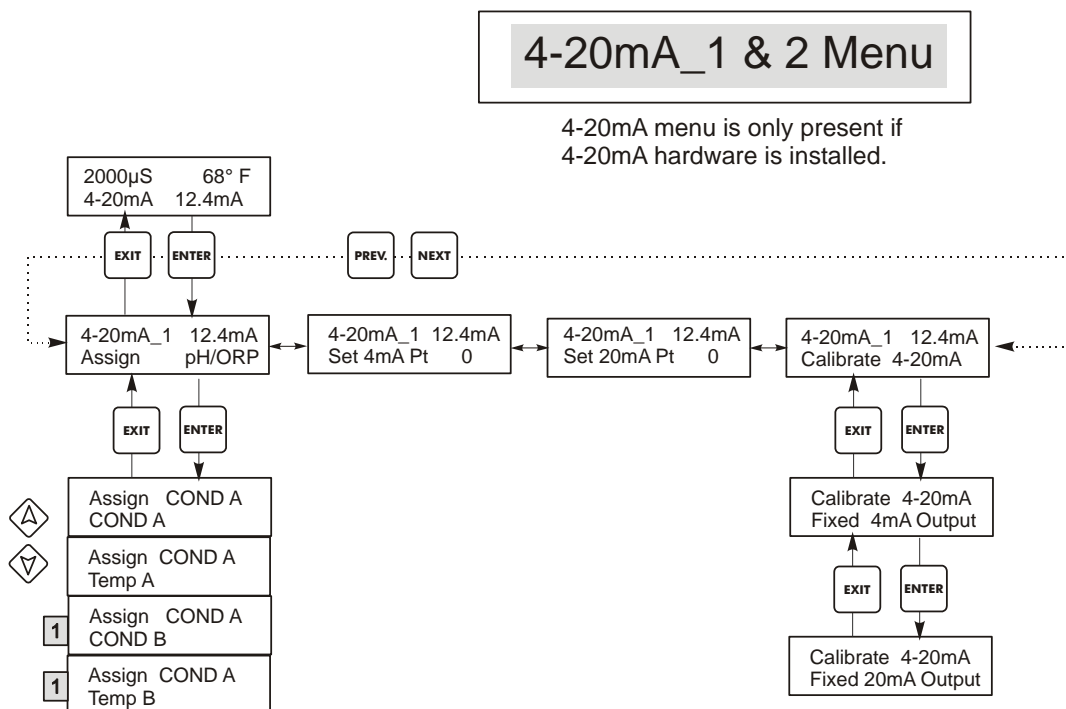 4-20mA_1 & 2 Menu
4-20mA menu is only present if
4-20mA hardware is installed.
2000µS 68° F
4-20mA 12.4mA
EXIT
ENTER
PREV.
NEXT
4-20mA_1 12.4mA
Assign pH/ORP
4-20mA_1 12.4mA
Set 4mA Pt 0
4-20mA_1 12.4mA
Set 20mA Pt 0
4-20mA_1 12.4mA
Calibrate 4-20mA
EXIT
ENTER
EXIT
ENTER
Assign COND A
COND A
Assign COND A
Temp A
1
Assign COND A
COND B
1
Assign COND A
Temp B
Calibrate 4-20mA
Fixed 4mA Output
EXIT
ENTER
Calibrate 4-20mA
Fixed 20mA Output